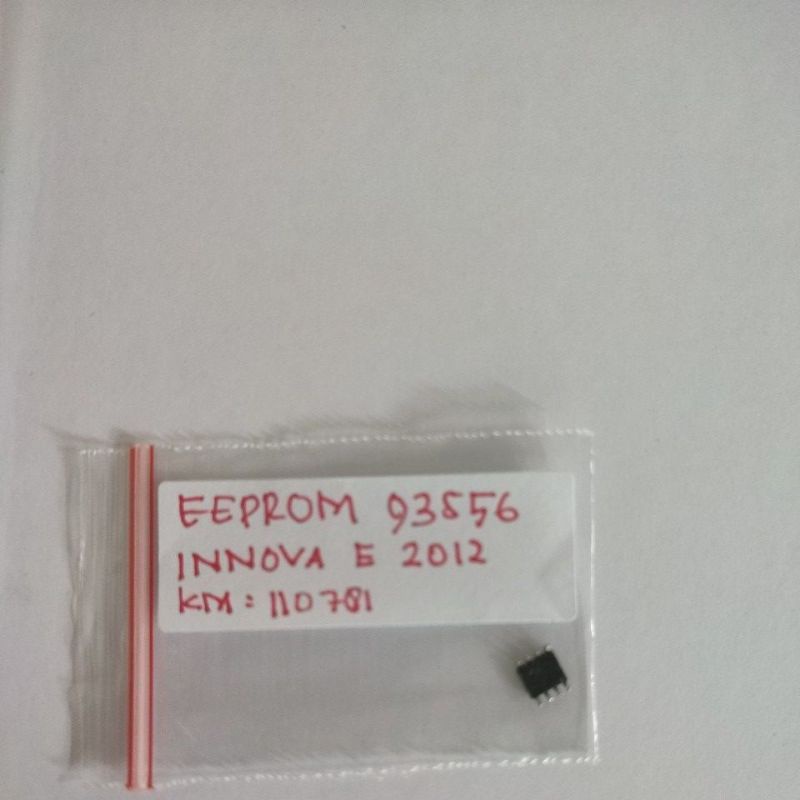 EEPROM 93S56
INNOVA E 2012
KM: 110781